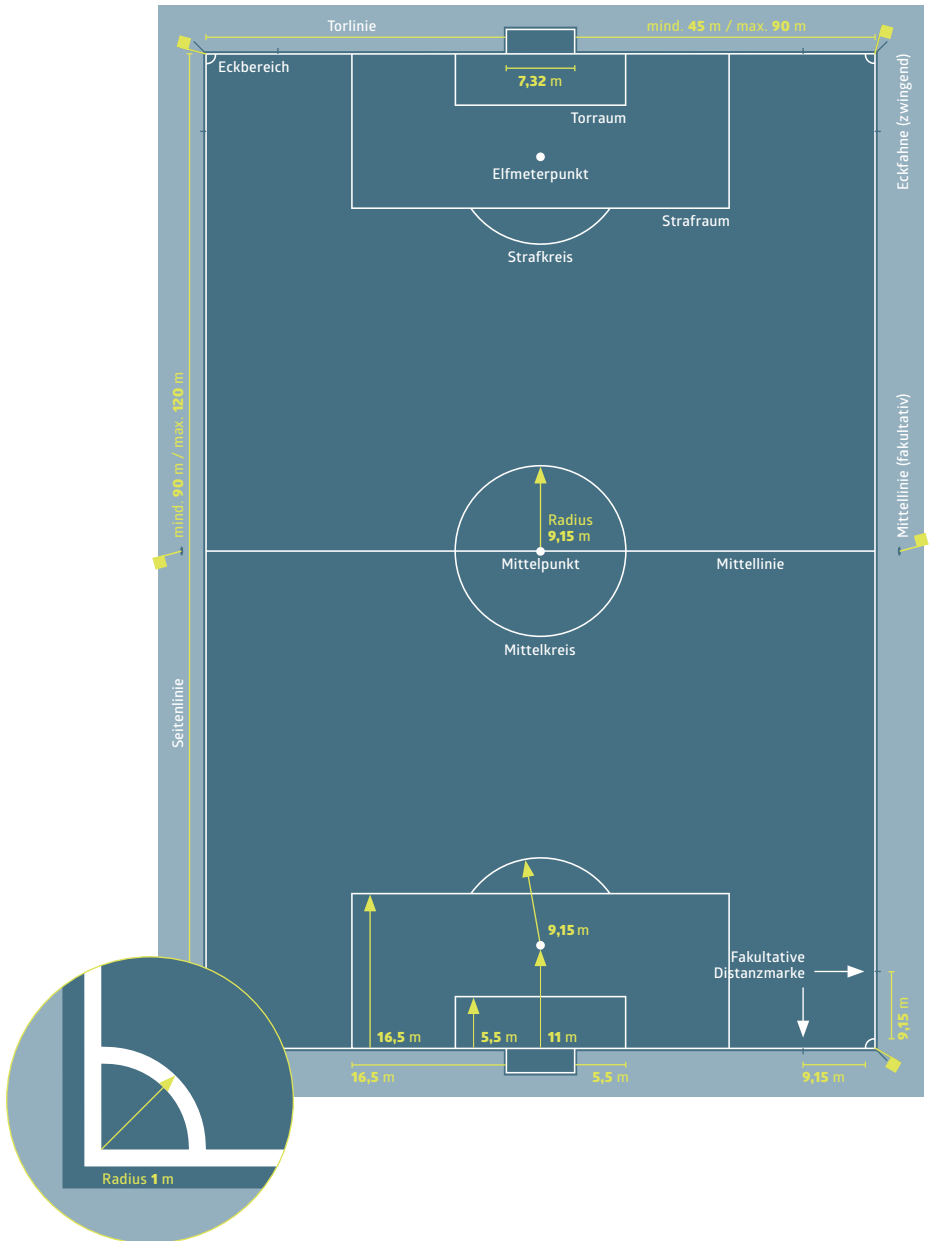 Torlinie
mind. 45 m / max. 90 m
Eckbereich
7,32 m
Torraum
Elfmeterpunkt
Strafraum
Strafkreis
Eckfahne (zwingend)
mind. 90 m / max. 120 m
Mittellinie (fakultativ)
Radius
9,15 m
Mittelpunkt
Mittellinie
Mittelkreis
Seitenlinie
9,15 m
Fakultative
Distanzmarke
9,15 m
16,5 m
5,5 m
11 m
16,5 m
5,5 m
9,15 m
Radius 1 m